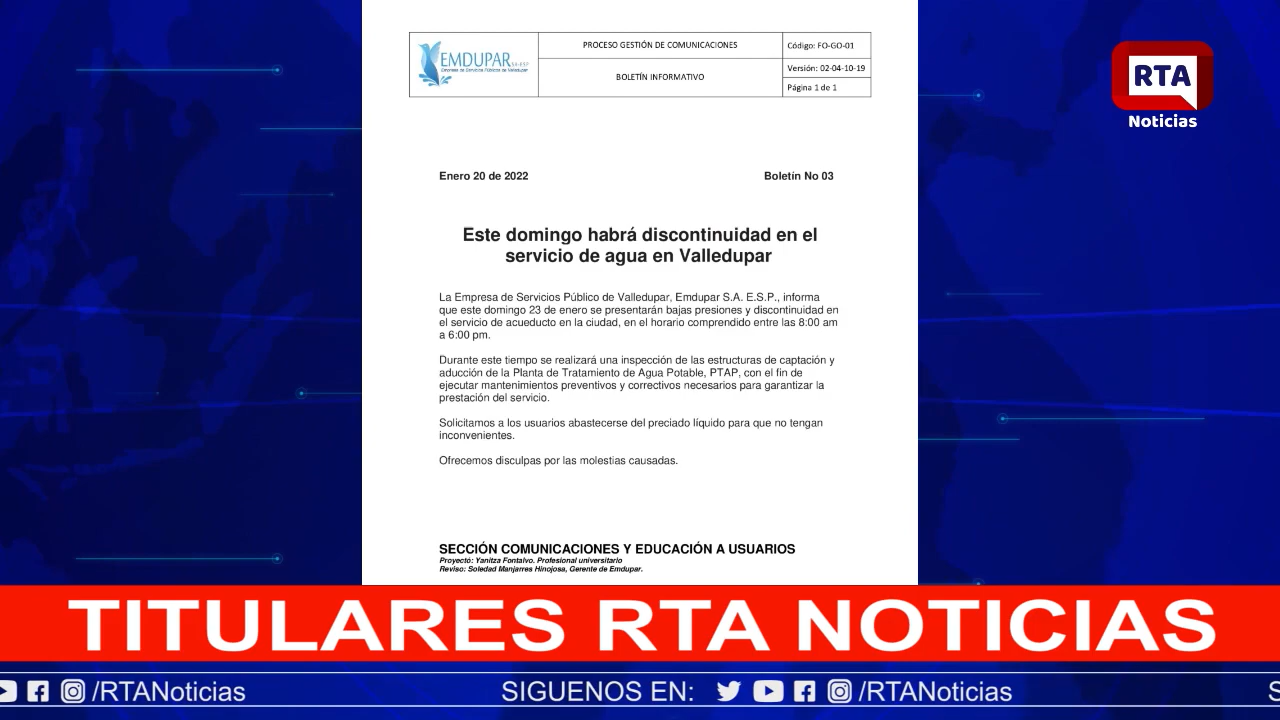 EMDUPAR S.A. E.S.P.
Empresa de Servicios Públicos de Valledupar
PROCESO GESTIÓN DE COMUNICACIONES
BOLETÍN INFORMATIVO
Código: FO-GO-01
Versión: 02-04-10-19
Página 1 de 1
RTA
Noticias
Enero 20 de 2022
Boletín No 03
Este domingo habrá discontinuidad en el
servicio de agua en Valledupar
La Empresa de Servicios Público de Valledupar, Emdupar S.A. E.S.P., informa
que este domingo 23 de enero se presentarán bajas presiones y discontinuidad en
el servicio de acueducto en la ciudad, en el horario comprendido entre las 8:00 am
a 6:00 pm.
Durante este tiempo se realizará una inspección de las estructuras de captación y
aducción de la Planta de Tratamiento de Agua Potable, PTAP, con el fin de
ejecutar mantenimientos preventivos y correctivos necesarios para garantizar la
prestación del servicio.
Solicitamos a los usuarios abastecerse del preciado líquido para que no tengan
inconvenientes.
Ofrecemos disculpas por las molestias causadas.
SECCIÓN COMUNICACIONES Y EDUCACIÓN A USUARIOS
Proyectó: Yanitza Fontalvo. Profesional universitario
Reviso: Soledad Manjarres Hinojosa, Gerente de Emdupar.
TITULARES RTA NOTICIAS
/RTANoticias SIGUENOS EN: /RTANoticias S